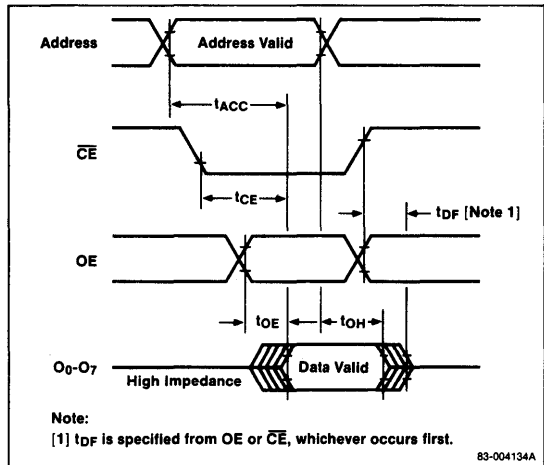 Address
Address Valid
tACC
CE
tCE
tDF [Note 1]
OE
tOE
tOH
O0-O7
Data Valid
High Impedance
Note:
[1] tDF is specified from OE or CE, whichever occurs first.
83-004134A